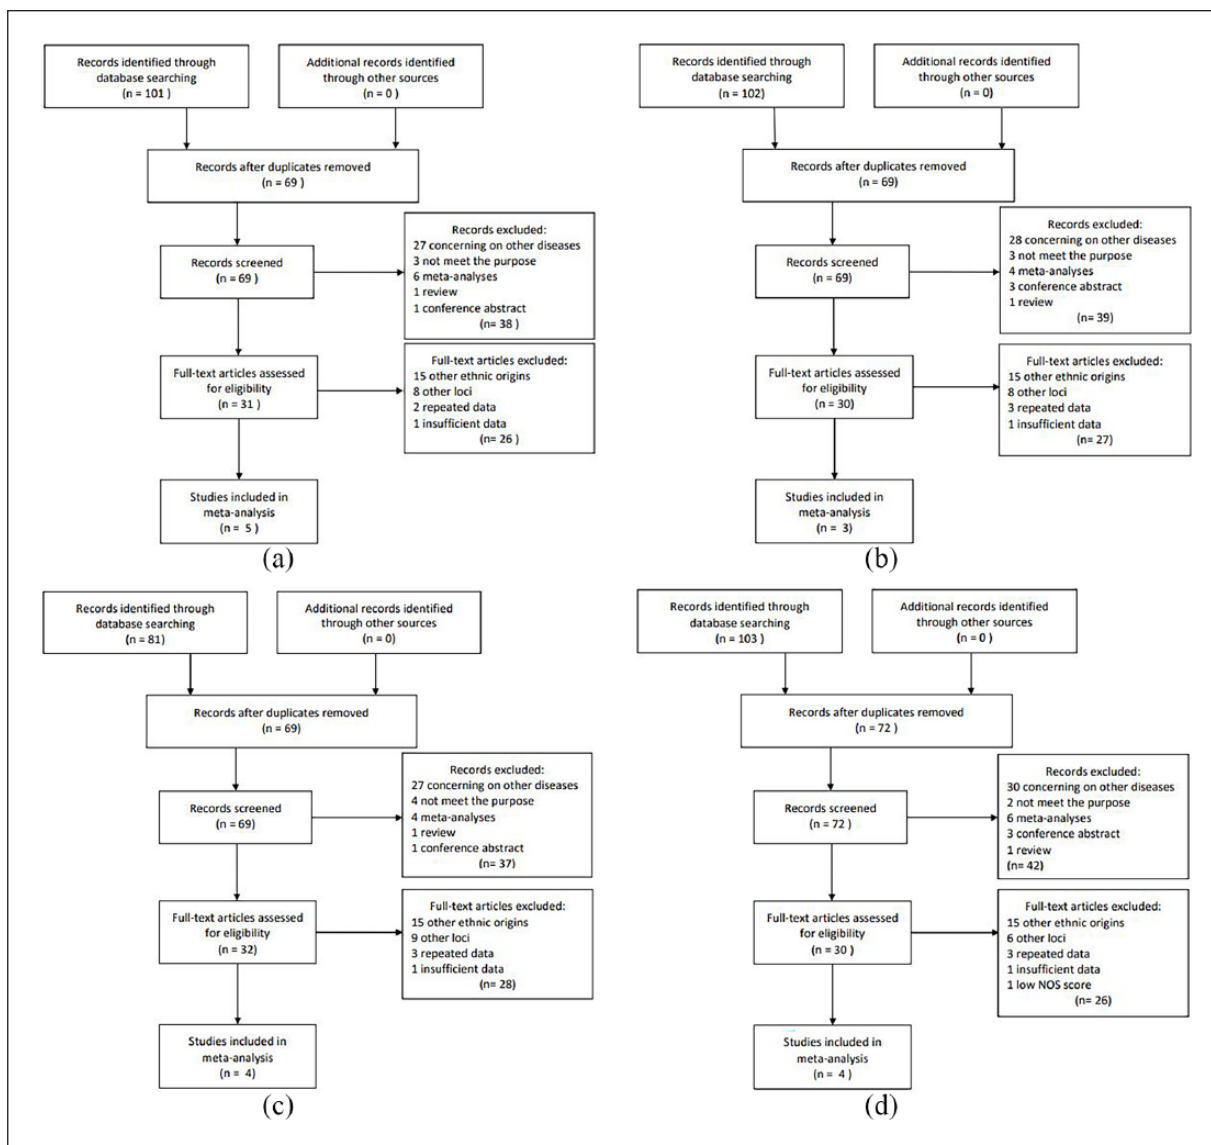 Records identified through
database searching
(n = 101 )
Additional records identified
through other sources
(n = 0 )
Records after duplicates removed
(n = 69 )
Records screened
(n = 69 )
Records excluded:
27 concerning on other diseases
3 not meet the purpose
6 meta-analyses
1 review
1 conference abstract
(n= 38 )
Full-text articles assessed
for eligibility
(n = 31 )
Full-text articles excluded:
15 other ethnic origins
8 other loci
2 repeated data
1 insufficient data
(n= 26 )
Studies included in
meta-analysis
(n = 5 )
(a)
Records identified through
database searching
(n = 102)
Additional records identified
through other sources
(n = 0)
Records after duplicates removed
(n = 69)
Records screened
(n = 69)
Records excluded:
28 concerning on other diseases
3 not meet the purpose
4 meta-analyses
3 conference abstract
1 review
(n= 39)
Full-text articles assessed
for eligibility
(n = 30)
Full-text articles excluded:
15 other ethnic origins
8 other loci
3 repeated data
1 insufficient data
(n= 27)
Studies included in
meta-analysis
(n = 3)
(b)
Records identified through
database searching
(n = 81)
Additional records identified
through other sources
(n = 0)
Records after duplicates removed
(n = 69)
Records screened
(n = 69)
Records excluded:
27 concerning on other diseases
4 not meet the purpose
4 meta-analyses
1 review
1 conference abstract
(n= 37)
Full-text articles assessed
for eligibility
(n = 32)
Full-text articles excluded:
15 other ethnic origins
9 other loci
3 repeated data
1 insufficient data
(n= 28)
Studies included in
meta-analysis
(n = 4)
(c)
Records identified through
database searching
(n = 103 )
Additional records identified
through other sources
(n = 0 )
Records after duplicates removed
(n = 72 )
Records screened
(n = 72 )
Records excluded:
30 concerning on other diseases
2 not meet the purpose
6 meta-analyses
3 conference abstract
1 review
(n= 42)
Full-text articles assessed
for eligibility
(n = 30 )
Full-text articles excluded:
15 other ethnic origins
6 other loci
3 repeated data
1 insufficient data
1 low NOS score
(n= 26)
Studies included in
meta-analysis
(n = 4 )
(d)